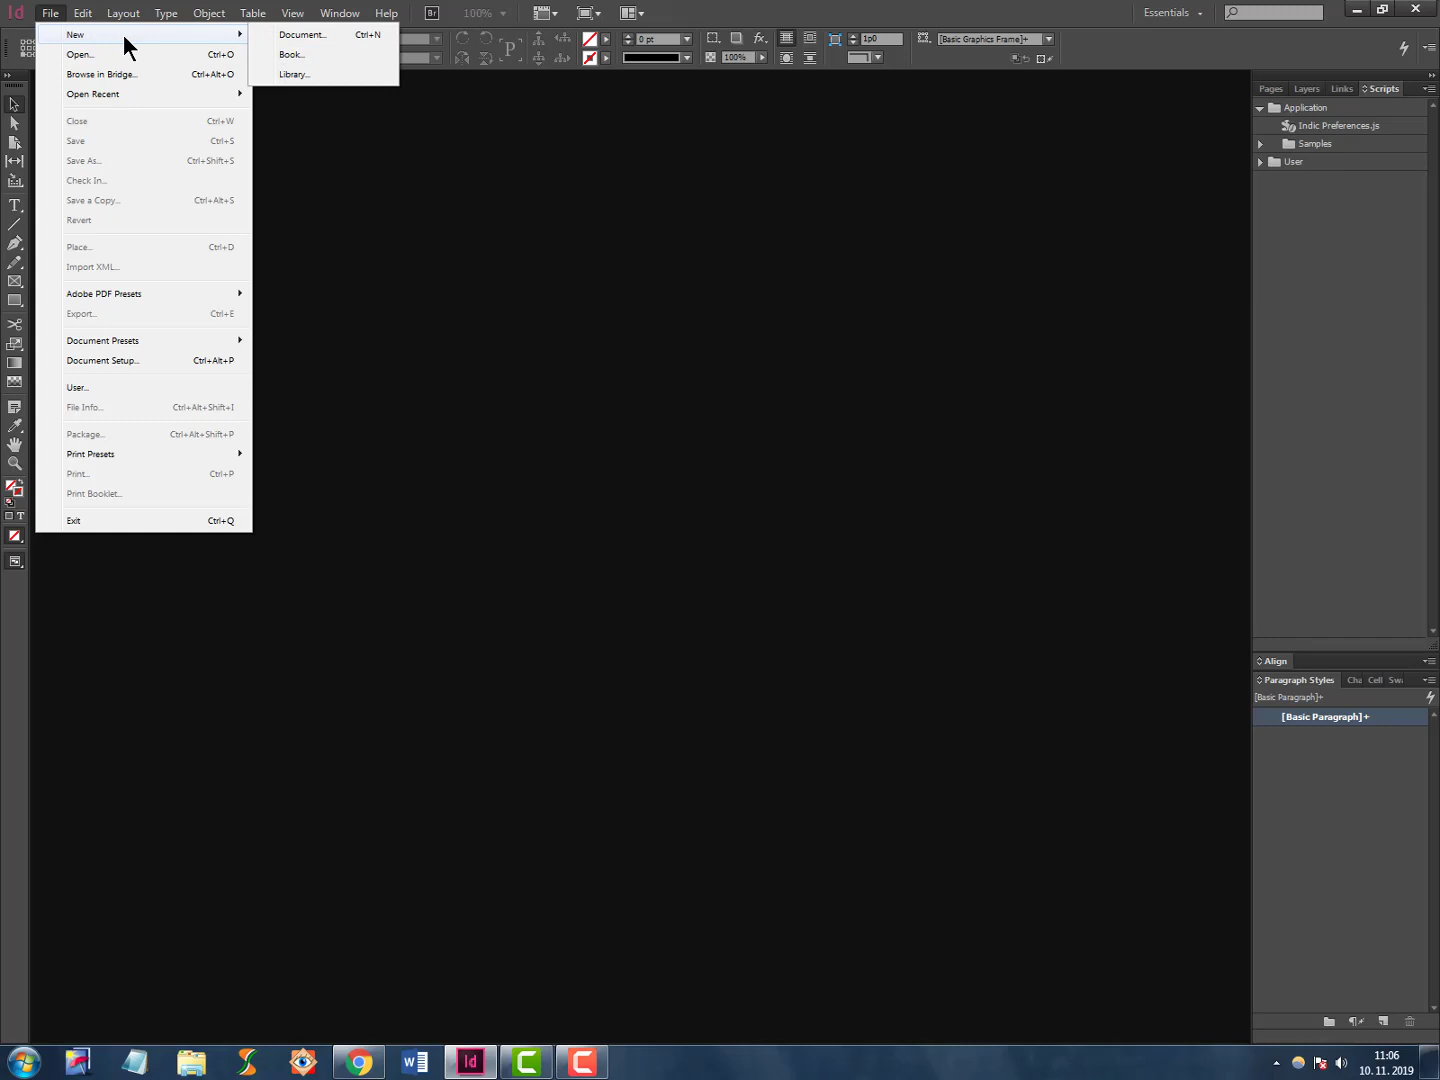 Id File Edit Layout Type Object Table View Window Help Br 100% Essentials
New Document... Ctrl+N
Open... Ctrl+O Book...
Browse in Bridge... Ctrl+Alt+O Library...
Open Recent
Close Ctrl+W
Save Ctrl+S
Save As... Ctrl+Shift+S
Check In...
Save a Copy... Ctrl+Alt+S
Revert
Place... Ctrl+D
Import XML...
Adobe PDF Presets
Export... Ctrl+E
Document Presets
Document Setup... Ctrl+Alt+P
User...
File Info... Ctrl+Alt+Shift+I
Package... Ctrl+Alt+Shift+P
Print Presets
Print... Ctrl+P
Print Booklet...
Exit Ctrl+Q
0 pt 1p0 [Basic Graphics Frame]+
100%
Pages Layers Links Scripts
Application
Indic Preferences.js
Samples
User
Align
Paragraph Styles Cha Cell Swa
[Basic Paragraph]+
[Basic Paragraph]+
11:06
10. 11. 2019